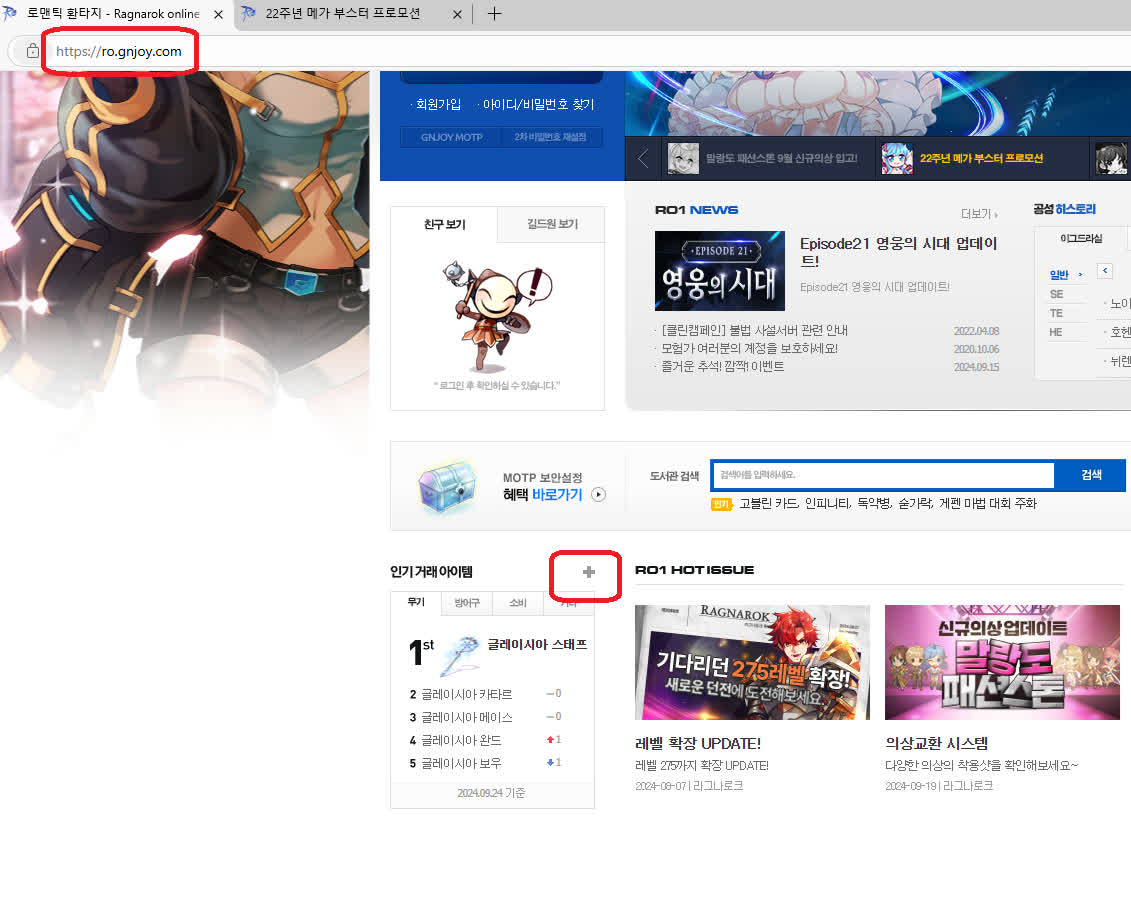 로맨틱 환타지 - Ragnarok online
22주년 메가 부스터 프로모션
https://ro.gnjoy.com
· 회원가입 · 아이디/비밀번호 찾기
GNJOY MOTP
2차 비밀번호 재설정
말랑도 패션스톤 9월 신규의상 입고!
22주년 메가 부스터 프로모션
친구 보기
길드원 보기
“ 로그인 후 확인하실 수 있습니다.”
RO1 NEWS
더보기
EPISODE 21
영웅의 시대
Episode21 영웅의 시대 업데이
트!
Episode21 영웅의 시대 업데이트!
· [클린캠페인] 불법 사설서버 관련 안내 2022.04.08
· 모험가 여러분의 계정을 보호하세요! 2020.10.06
· 즐거운 추석! 깜짝! 이벤트 2024.09.15
공성 히스토리
이그드라실
일반
SE
TE
HE
· 노이
· 호헨
· 뒤렌
MOTP 보안설정
혜택 바로가기
도서관 검색
검색어를 입력하세요.
검색
인기
고블린 카드, 인피니티, 독약병, 숟가락, 게펜 마법 대회 주화
인기 거래 아이템
무기
방어구
소비
기타
1st 글레이시아 스태프
2 글레이시아 카타르 0
3 글레이시아 메이스 0
4 글레이시아 완드 1
5 글레이시아 보우 1
2024.09.24 기준
RO1 HOT ISSUE
RAGNAROK
기다리던 275레벨 확장!
새로운 던전에 도전해보세요.
레벨 확장 UPDATE!
레벨 275까지 확장 UPDATE!
2024-08-07 | 라그나로크
신규의상 업데이트
말랑도
패션스톤
의상교환 시스템
다양한 의상의 착용샷을 확인해보세요~
2024-09-19 | 라그나로크